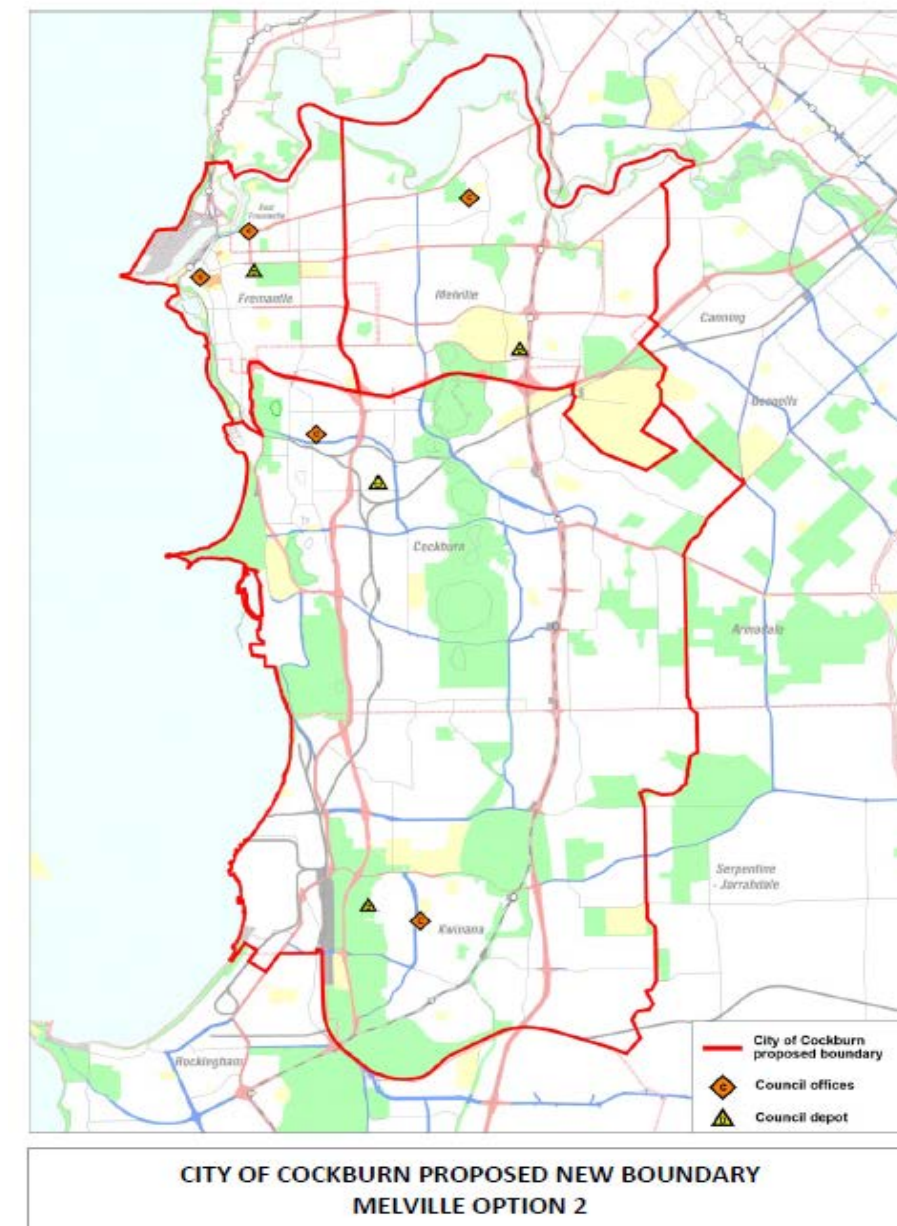 East
Fremantle
Fremantle
Melville
Canning
Gosnells
Cockburn
Armadale
Serpentine
- Jarrahdale
Kwinana
Rockingham
City of Cockburn
proposed boundary
C
Council offices
D
Council depot
CITY OF COCKBURN PROPOSED NEW BOUNDARY
MELVILLE OPTION 2